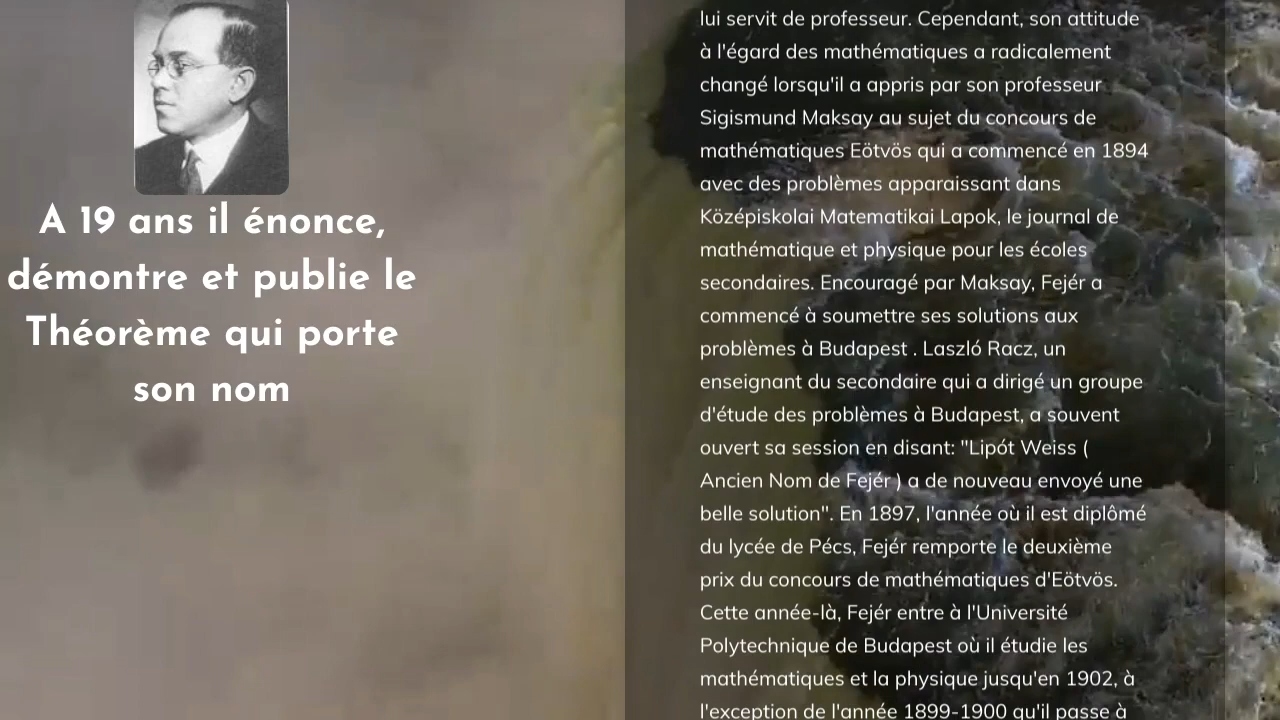 A 19 ans il énonce,
démontre et publie le
Théorème qui porte
son nom
lui servit de professeur. Cependant, son attitude
à l'égard des mathématiques a radicalement
changé lorsqu'il a appris par son professeur
Sigismund Maksay au sujet du concours de
mathématiques Eötvös qui a commencé en 1894
avec des problèmes apparaissant dans
Középiskolai Matematikai Lapok, le journal de
mathématique et physique pour les écoles
secondaires. Encouragé par Maksay, Fejér a
commencé à soumettre ses solutions aux
problèmes à Budapest . Laszló Racz, un
enseignant du secondaire qui a dirigé un groupe
d'étude des problèmes à Budapest, a souvent
ouvert sa session en disant: "Lipót Weiss (
Ancien Nom de Fejér ) a de nouveau envoyé une
belle solution". En 1897, l'année où il est diplômé
du lycée de Pécs, Fejér remporte le deuxième
prix du concours de mathématiques d'Eötvös.
Cette année-là, Fejér entre à l'Université
Polytechnique de Budapest où il étudie les
mathématiques et la physique jusqu'en 1902, à
l'exception de l'année 1899-1900 qu'il passe à